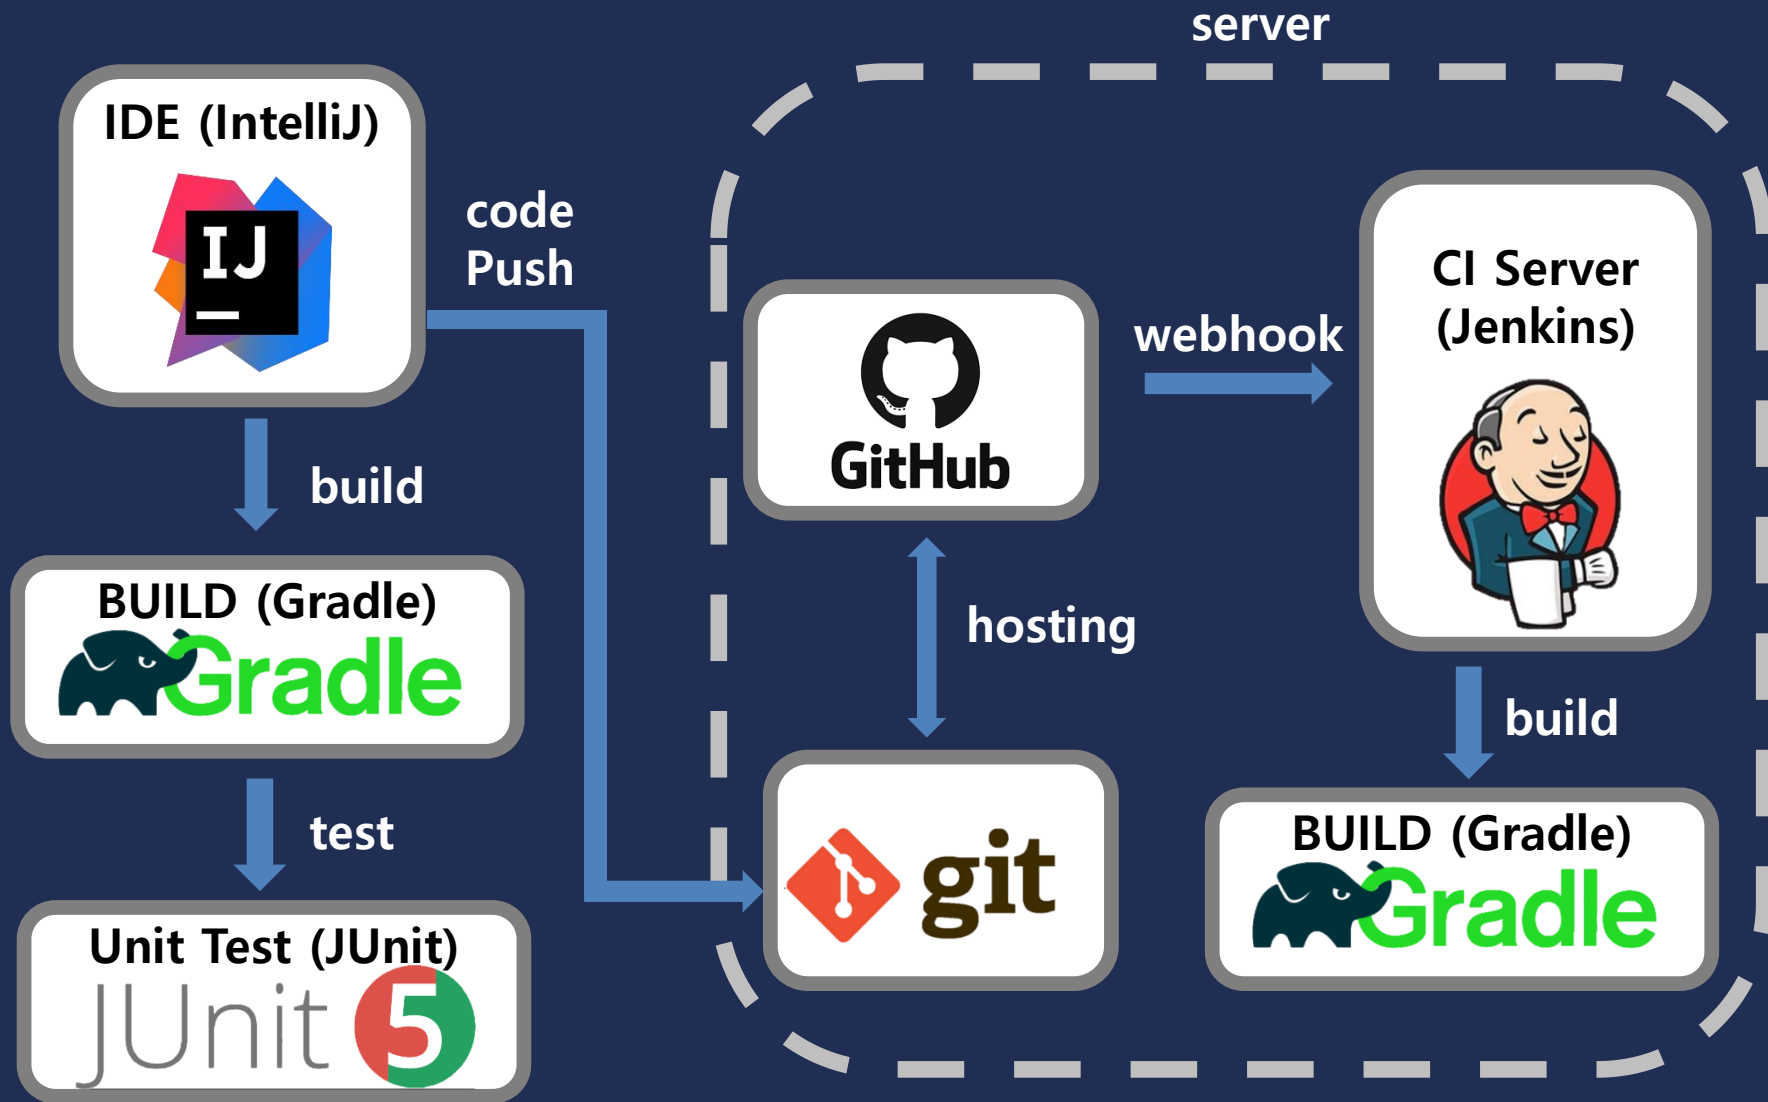 server
IDE (IntelliJ)
IJ
code
Push
build
BUILD (Gradle)
Gradle
test
Unit Test (JUnit)
JUnit 5
GitHub
webhook
CI Server
(Jenkins)
hosting
git
build
BUILD (Gradle)
Gradle